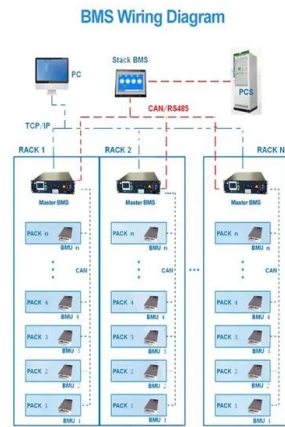 BMS Wiring Diagram
PC
Stack BMS
PCS
CAN/RS485
TCP/IP
RACK 1
RACK 2
RACK N
Master BMS
Master BMS
Master BMS
PACK n
BMU n
PACK n
BMU n
PACK n
BMU n
CAN
CAN
CAN
PACK 4
BMU 4
PACK 4
BMU 4
PACK 4
BMU 4
PACK 3
BMU 3
PACK 3
BMU 3
PACK 3
BMU 3
PACK 2
BMU 2
PACK 2
BMU 2
PACK 2
BMU 2
PACK 1
BMU 1
PACK 1
BMU 1
PACK 1
BMU 1